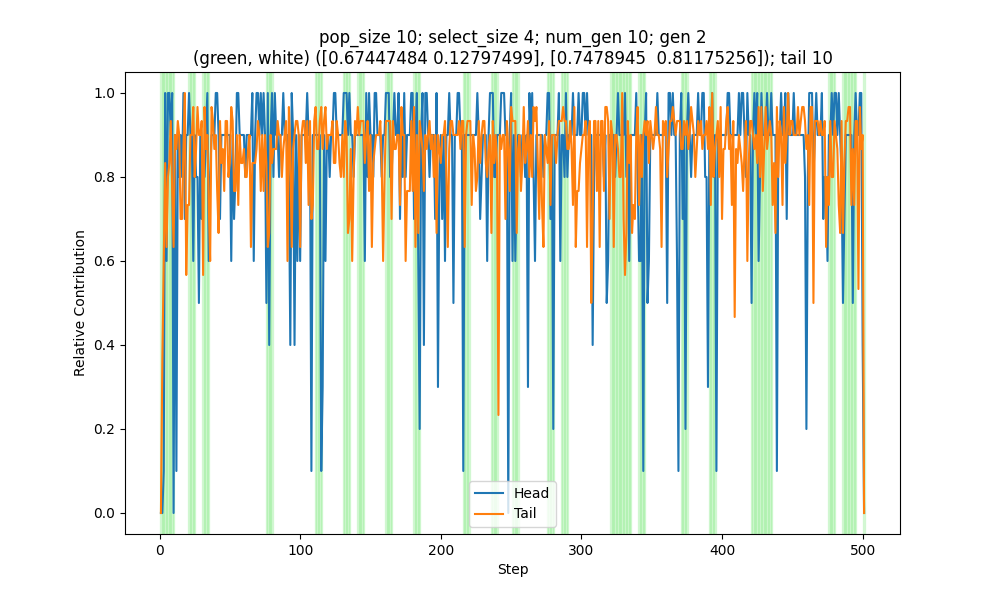 pop_size 10; select_size 4; num_gen 10; gen 2
(green, white) ([0.67447484 0.12797499], [0.7478945  0.81175256]); tail 10
1.0
0.8
0.6
0.4
0.2
0.0
Relative Contribution
Head
Tail
0 100 200 300 400 500
Step